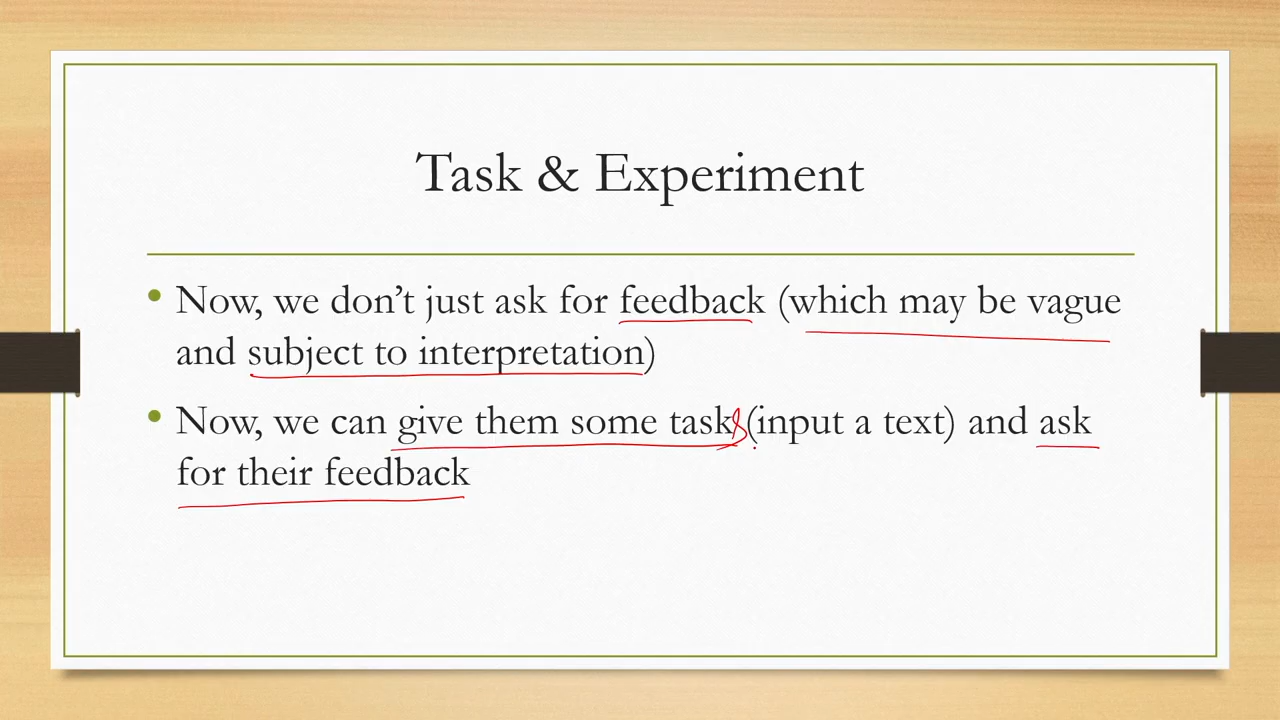 Task & Experiment
• Now, we don't just ask for feedback (which may be vague
and subject to interpretation)
• Now, we can give them some tasks (input a text) and ask
for their feedback